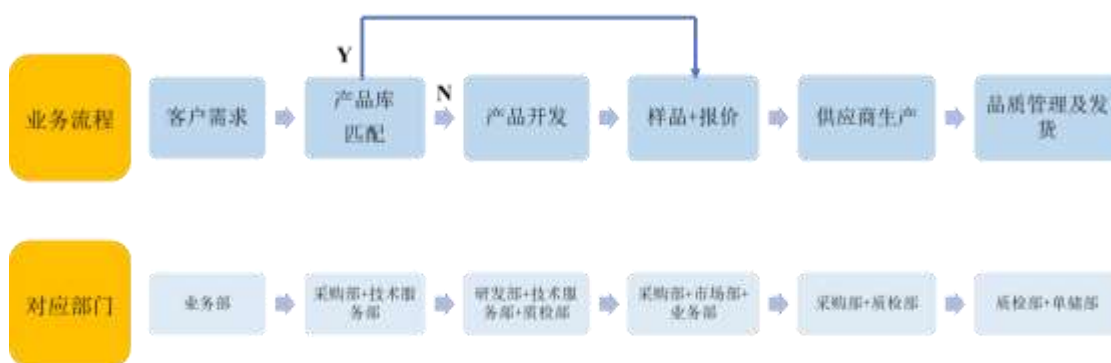 Y
N
业务流程
客户需求
产品库
匹配
产品开发
样品+报价
供应商生产
品质管理及发
货
对应部门
业务部
采购部+技术服
务部
研发部+技术服
务部+质检部
采购部+市场部+
业务部
采购部+质检部
质检部+单储部